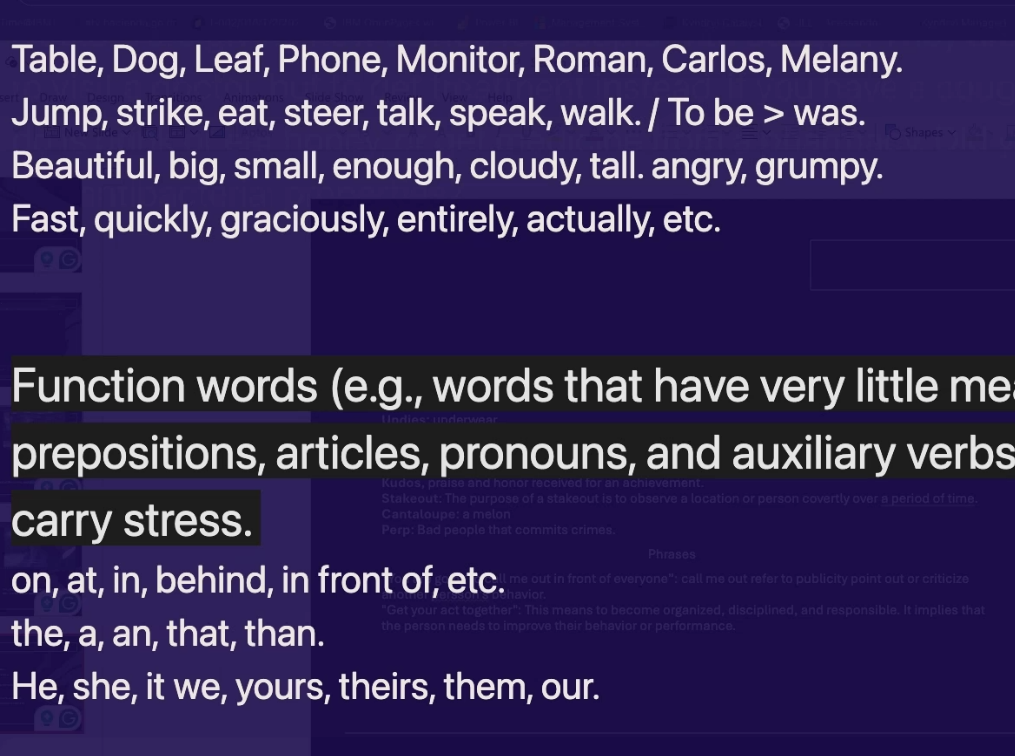 Table, Dog, Leaf, Phone, Monitor, Roman, Carlos, Melany.
Jump, strike, eat, steer, talk, speak, walk. / To be > was.
Shapes
Beautiful, big, small, enough, cloudy, tall. angry, grumpy.
Fast, quickly, graciously, entirely, actually, etc.
Function words (e.g., words that have very little mea
Undies: underwear
prepositions, articles, pronouns, and auxiliary verbs
Kudos, praise and honor received for an achievement.
Stakeout: The purpose of a stakeout is to observe a location or person covertly over a period of time.
carry stress.
Cantaloupe: a melon
Perp: Bad people that commits crimes.
Phrases
on, at, in, behind, in front of, etc.
me out in front of everyone": call me out refer to publicity point out or criticize
another person's behavior.
"Get your act together": This means to become organized, disciplined, and responsible. It implies that
the person needs to improve their behavior or performance.
the, a, an, that, than.
He, she, it we, yours, theirs, them, our.